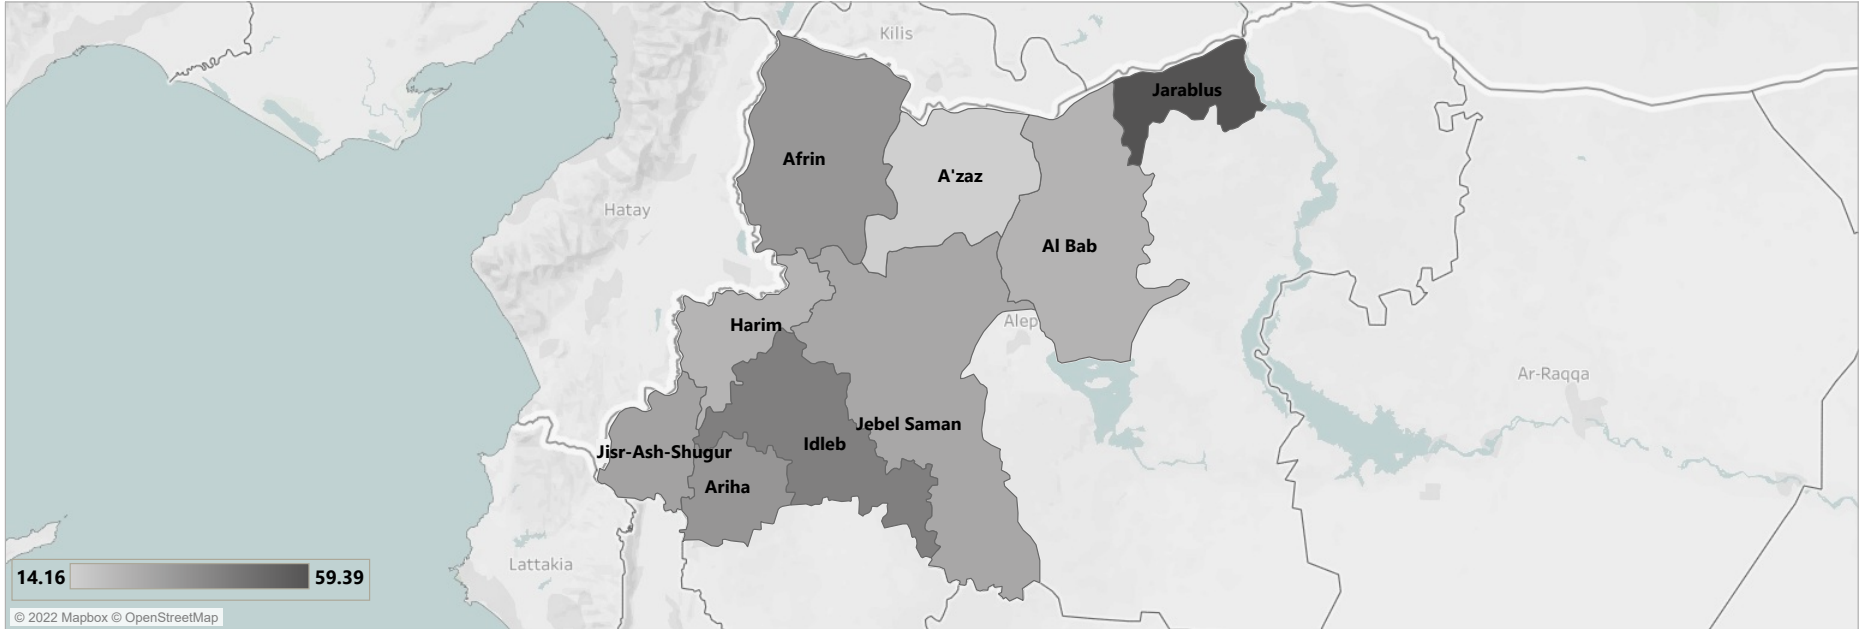 Kilis
Jarablus
Afrin
A'zaz
Hatay
Al Bab
Harim
Alep
Ar-Raqqa
Jebel Saman
Idleb
Jisr-Ash-Shugur
Ariha
Lattakia
14.16 59.39
© 2022 Mapbox © OpenStreetMap